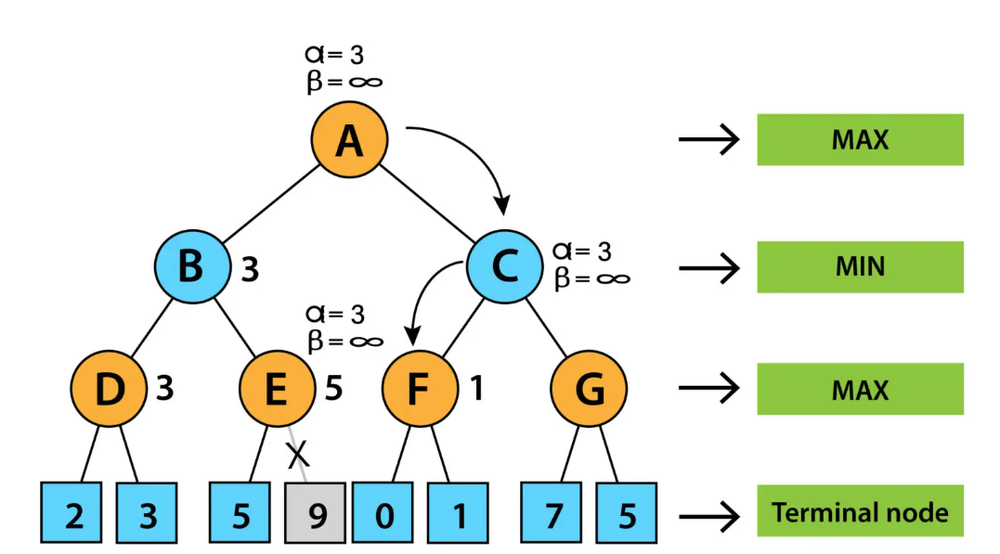 α= 3
β= ∞
A
MAX
B
3
C
α= 3
β= ∞
MIN
α= 3
β= ∞
D
3
E
5
F
1
G
MAX
X
2
3
5
9
0
1
7
5
Terminal node